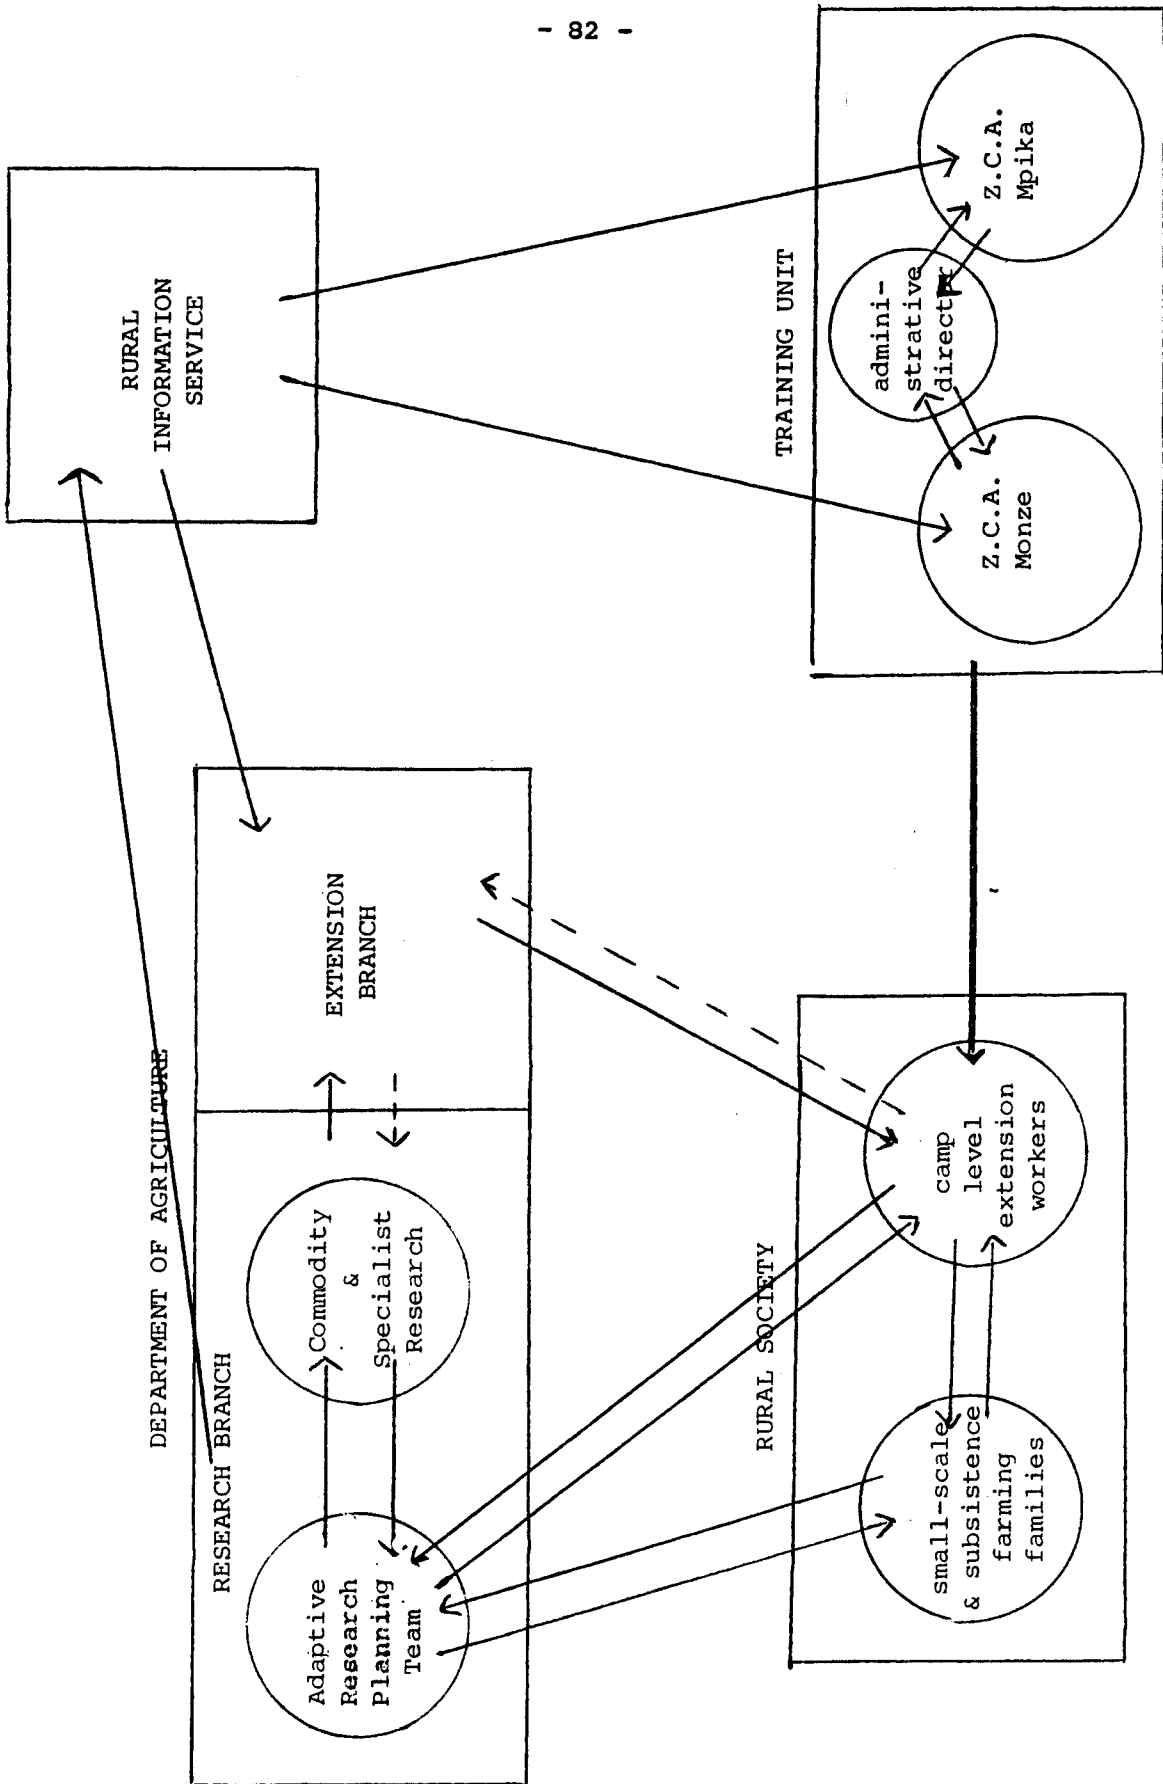 - 82 -
DEPARTMENT OF AGRICULTURE
RESEARCH BRANCH
Adaptive
Research
Planning
Team
Commodity
&
Specialist
Research
EXTENSION
BRANCH
RURAL
INFORMATION
SERVICE
RURAL SOCIETY
small-scale
& subsistence
farming
families
camp
level
extension
workers
TRAINING UNIT
Z.C.A.
Monze
admini-
strative
director
Z.C.A.
Mpika